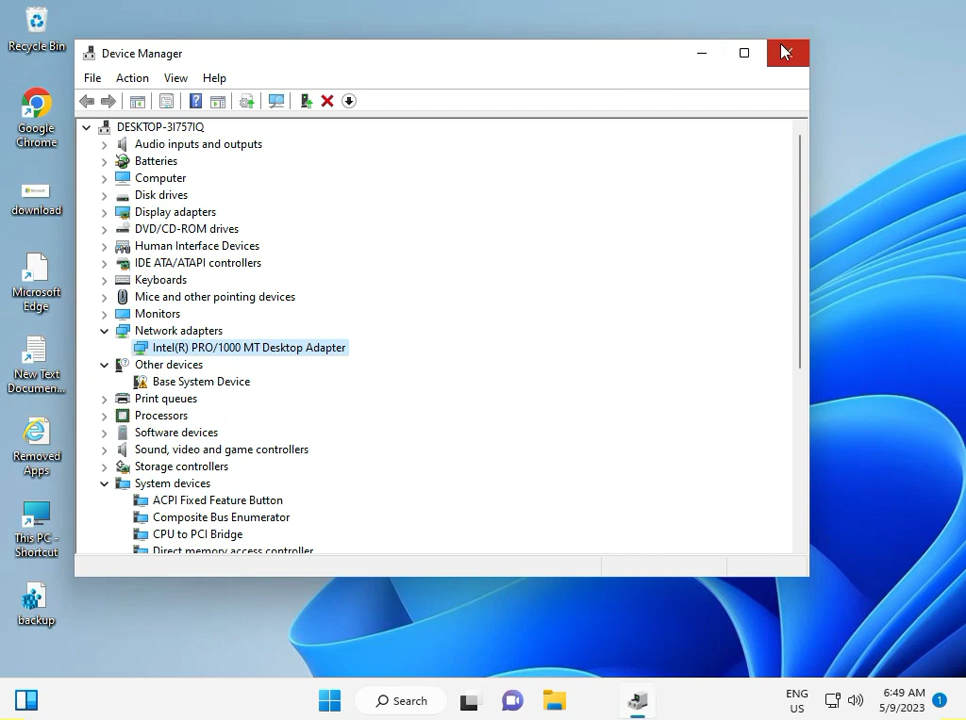 Recycle Bin
Google
Chrome
download
Microsoft
Edge
New Text
Documen...
Removed
Apps
This PC -
Shortcut
backup
Device Manager
File Action View Help
DESKTOP-3I757IQ
Audio inputs and outputs
Batteries
Computer
Disk drives
Display adapters
DVD/CD-ROM drives
Human Interface Devices
IDE ATA/ATAPI controllers
Keyboards
Mice and other pointing devices
Monitors
Network adapters
Intel(R) PRO/1000 MT Desktop Adapter
Other devices
Base System Device
Print queues
Processors
Software devices
Sound, video and game controllers
Storage controllers
System devices
ACPI Fixed Feature Button
Composite Bus Enumerator
CPU to PCI Bridge
Direct memory access controller
Search
ENG
US
6:49 AM
5/9/2023
1